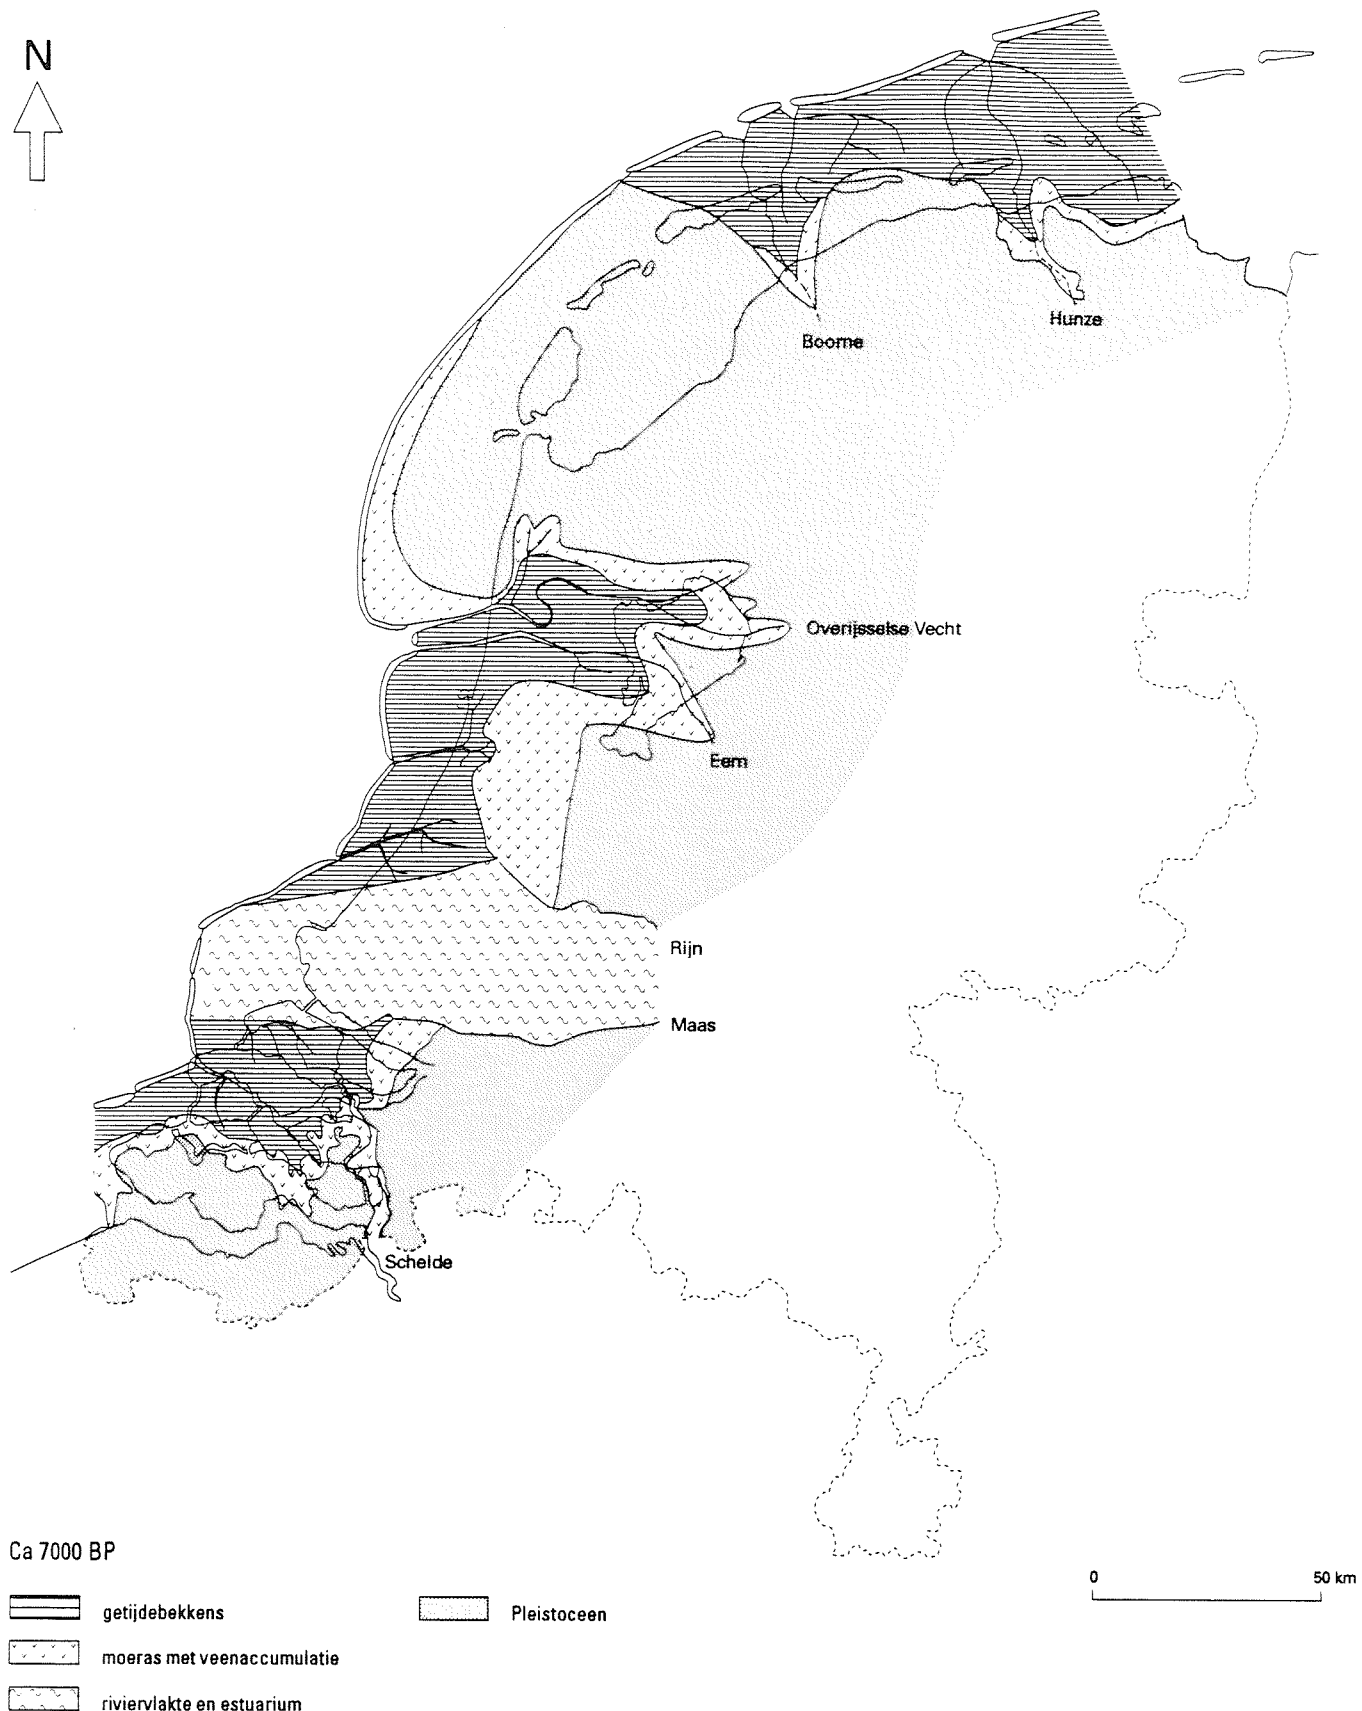 N
Hunze
Boorne
Overijsselse Vecht
Eem
Rijn
Maas
Schelde
Ca 7000 BP
0 50 km
getijdebekkens
Pleistoceen
moeras met veenaccumulatie
riviervlakte en estuarium